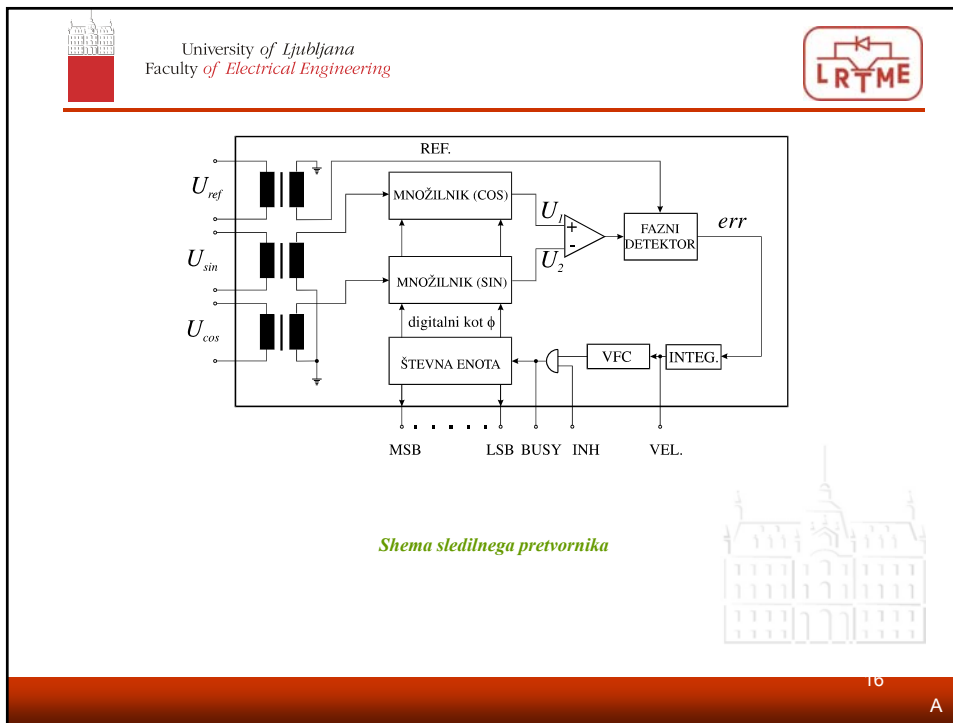 University of Ljubljana
Faculty of Electrical Engineering
LRTME
REF.
U_ref
MNOŽILNIK (COS)
U_1
+
-
U_2
FAZNI
DETEKTOR
err
U_sin
MNOŽILNIK (SIN)
digitalni kot ϕ
U_cos
ŠTEVNA ENOTA
VFC
INTEG.
MSB
LSB
BUSY
INH
VEL.
Shema sledilnega pretvornika
16
A